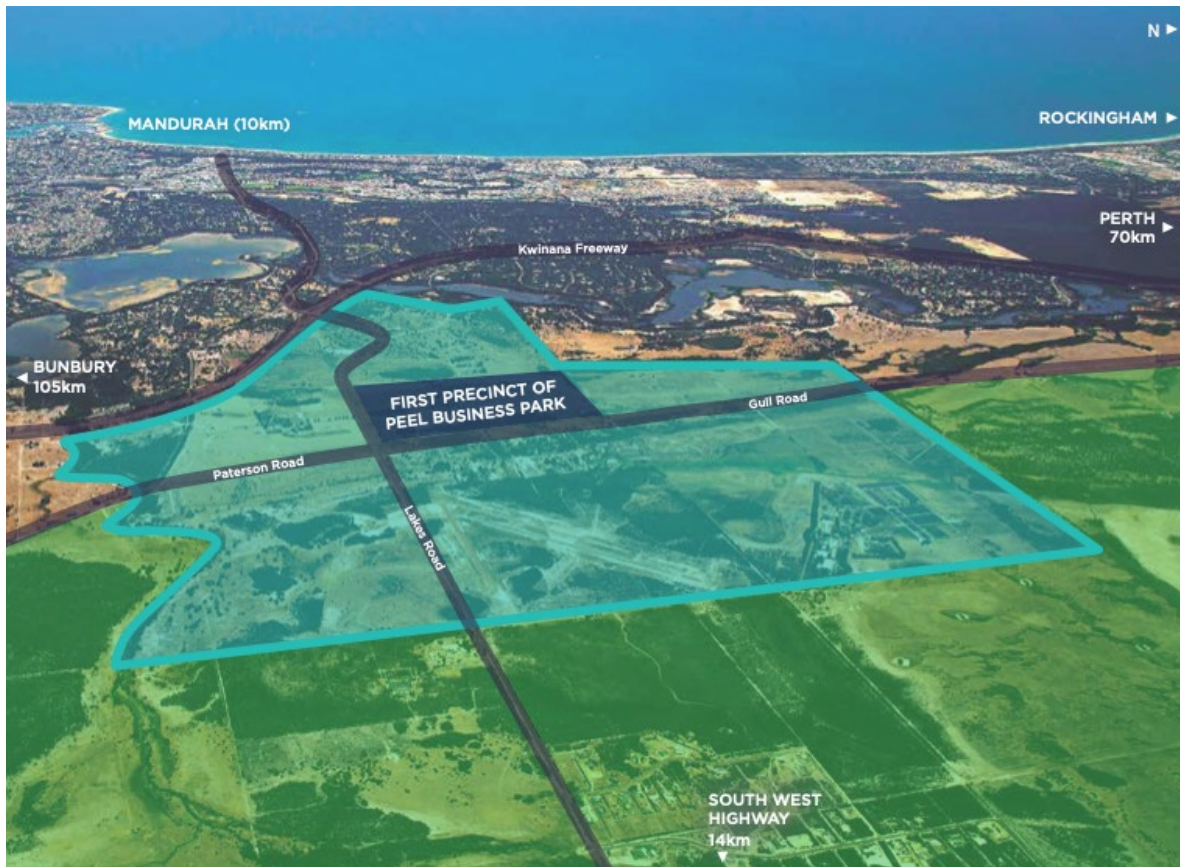 N
ROCKINGHAM
MANDURAH (10km)
PERTH
70km
Kwinana Freeway
BUNBURY
105km
FIRST PRECINCT OF
PEEL BUSINESS PARK
Gull Road
Paterson Road
Lakes Road
SOUTH WEST
HIGHWAY
14km